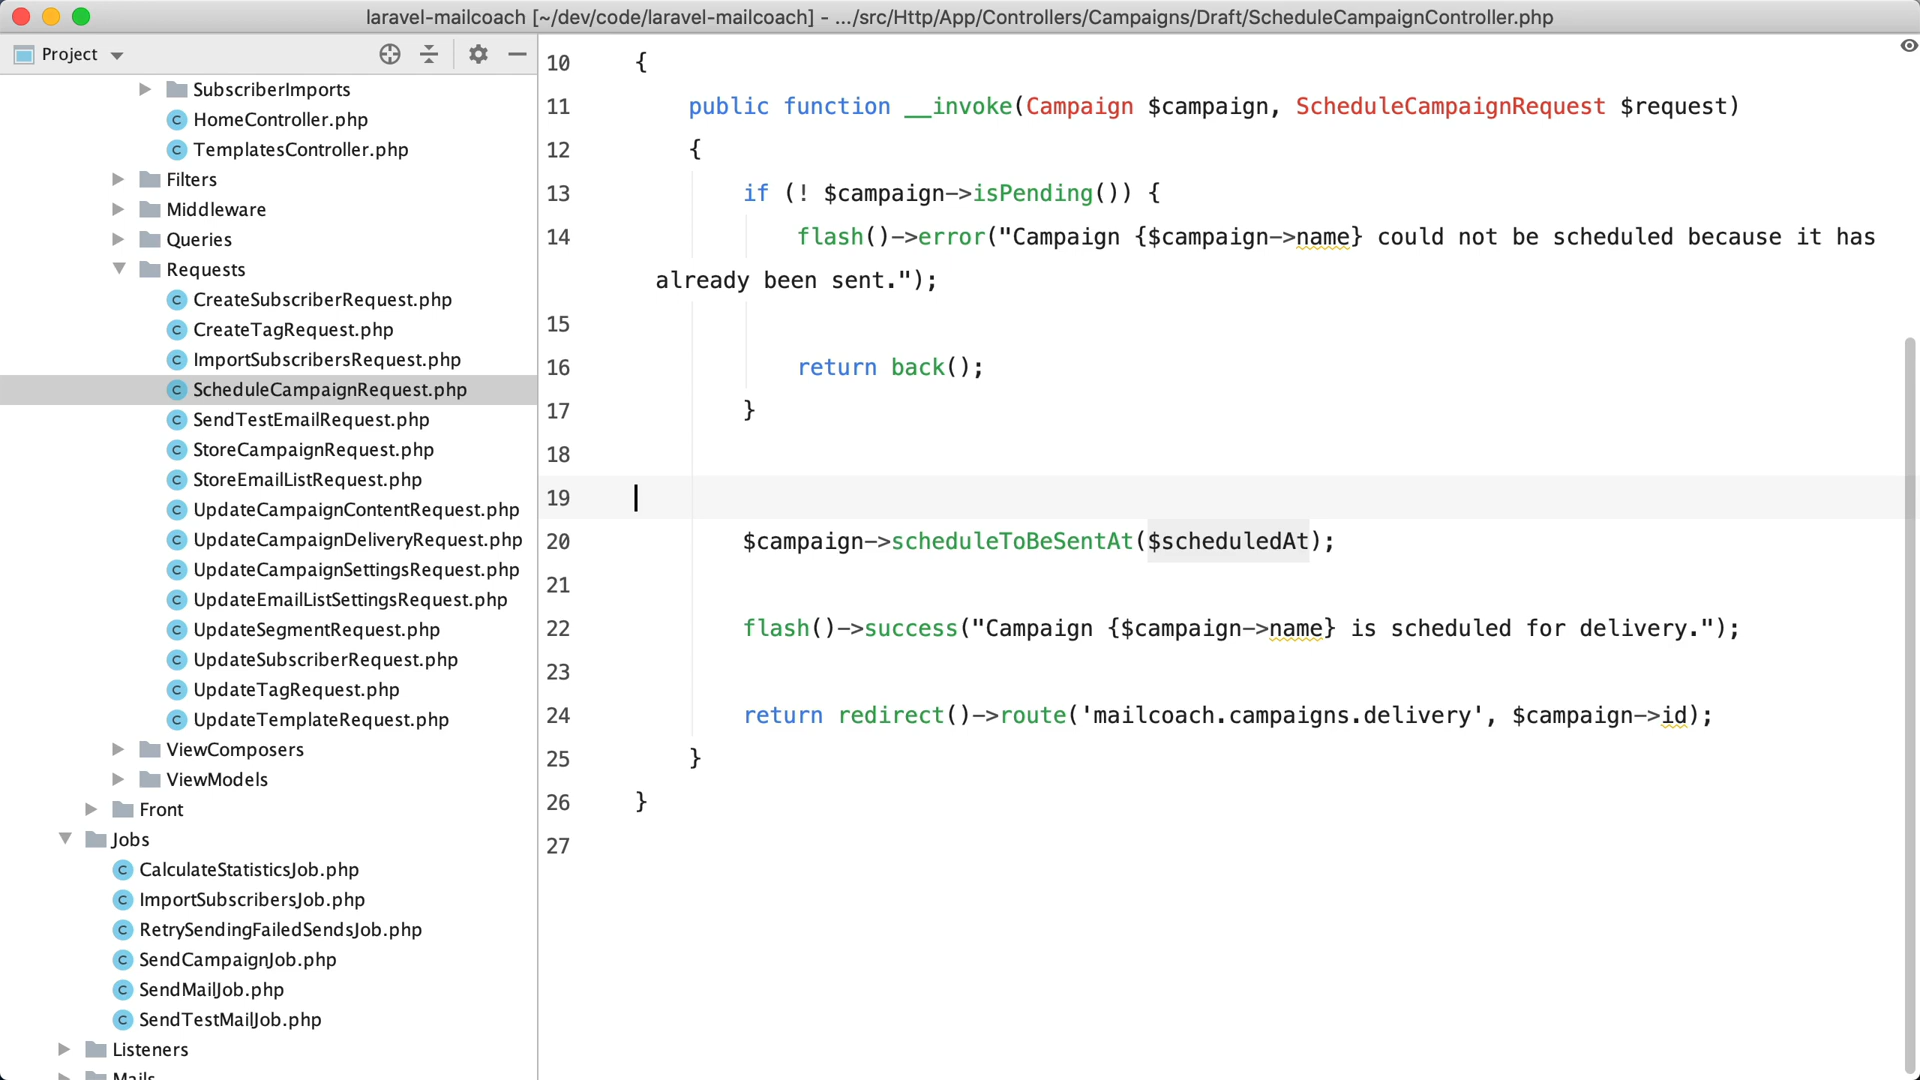 laravel-mailcoach [~/dev/code/laravel-mailcoach] - .../src/Http/App/Controllers/Campaigns/Draft/ScheduleCampaignController.php
Project
SubscriberImports
HomeController.php
TemplatesController.php
Filters
Middleware
Queries
Requests
CreateSubscriberRequest.php
CreateTagRequest.php
ImportSubscribersRequest.php
ScheduleCampaignRequest.php
SendTestEmailRequest.php
StoreCampaignRequest.php
StoreEmailListRequest.php
UpdateCampaignContentRequest.php
UpdateCampaignDeliveryRequest.php
UpdateCampaignSettingsRequest.php
UpdateEmailListSettingsRequest.php
UpdateSegmentRequest.php
UpdateSubscriberRequest.php
UpdateTagRequest.php
UpdateTemplateRequest.php
ViewComposers
ViewModels
Front
Jobs
CalculateStatisticsJob.php
ImportSubscribersJob.php
RetrySendingFailedSendsJob.php
SendCampaignJob.php
SendMailJob.php
SendTestMailJob.php
Listeners
Mails
10 {
11 public function __invoke(Campaign $campaign, ScheduleCampaignRequest $request)
12 {
13 if (! $campaign->isPending()) {
14 flash()->error("Campaign {$campaign->name} could not be scheduled because it has
already been sent.");
15
16 return back();
17 }
18
19
20 $campaign->scheduleToBeSentAt($scheduledAt);
21
22 flash()->success("Campaign {$campaign->name} is scheduled for delivery.");
23
24 return redirect()->route('mailcoach.campaigns.delivery', $campaign->id);
25 }
26 }
27